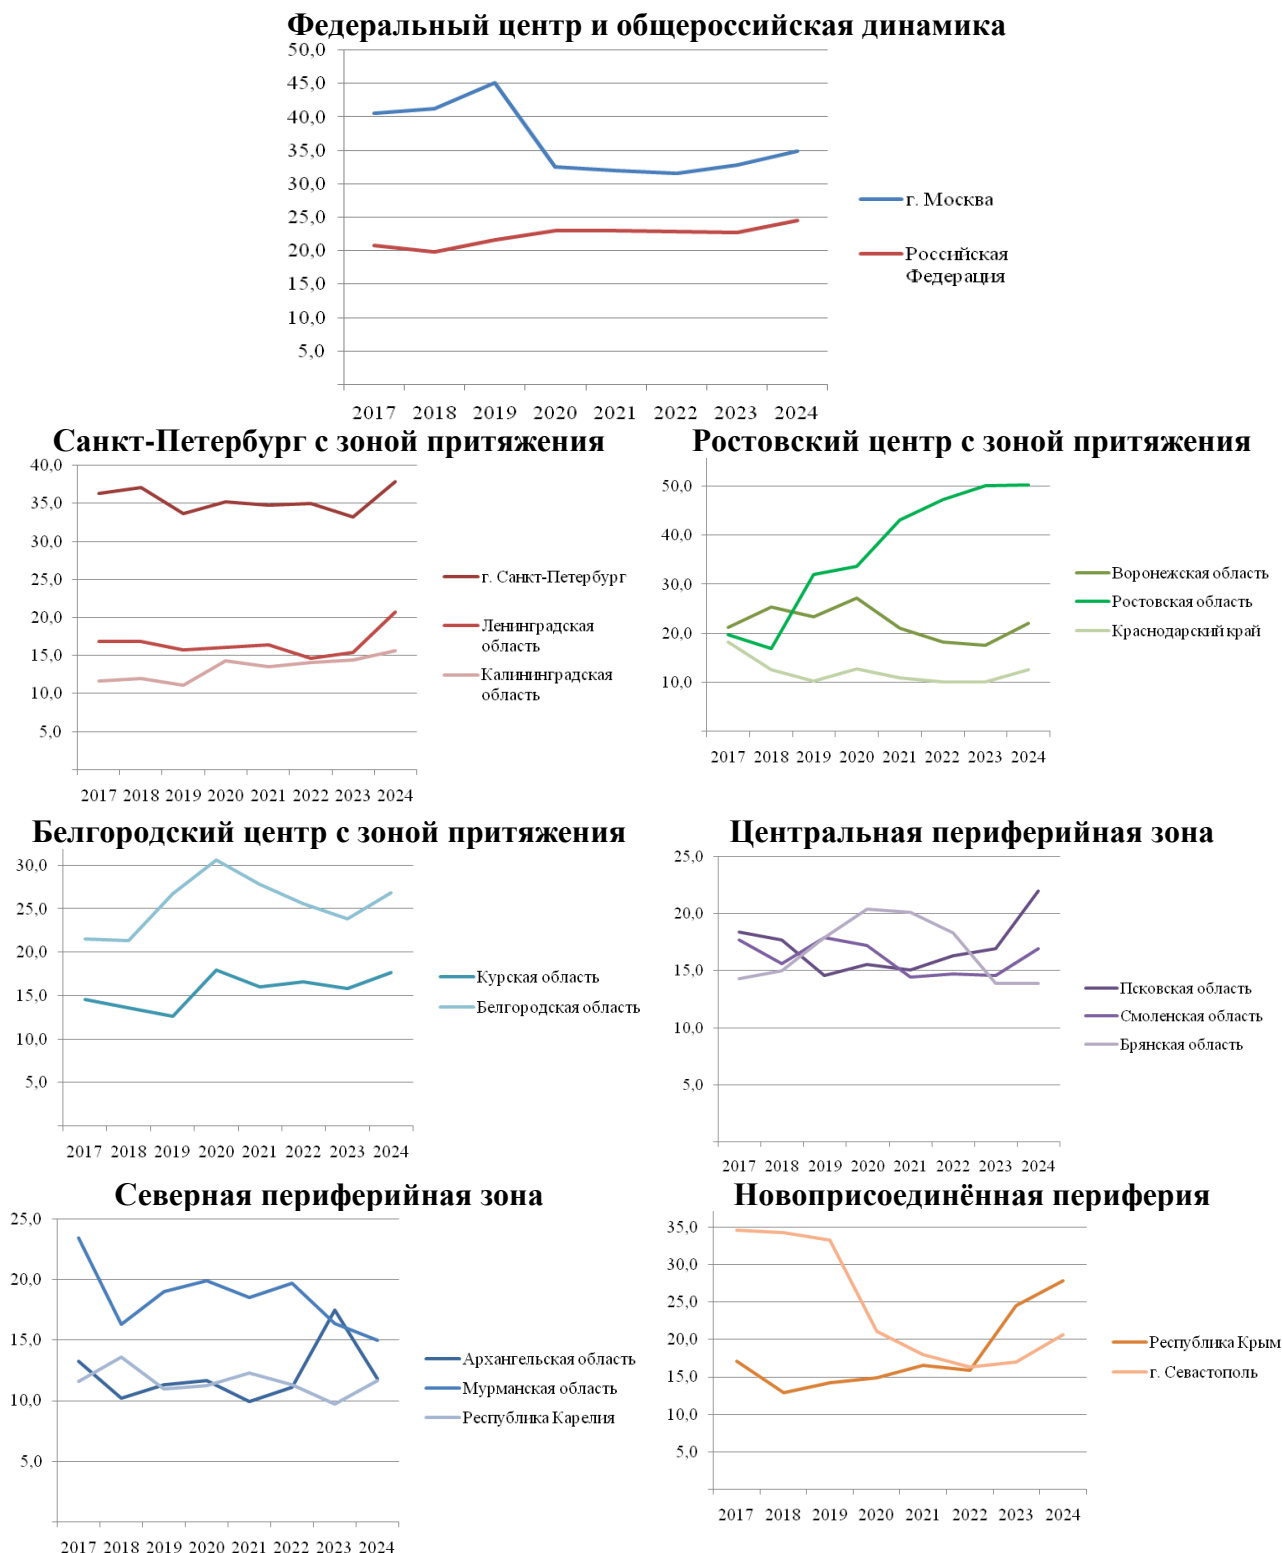 Федеральный центр и общероссийская динамика
50,0
45,0
40,0
35,0
30,0
25,0
20,0
15,0
10,0
5,0
2017 2018 2019 2020 2021 2022 2023 2024
г. Москва
Российская
Федерация
Санкт-Петербург с зоной притяжения
40,0
35,0
30,0
25,0
20,0
15,0
10,0
5,0
2017 2018 2019 2020 2021 2022 2023 2024
г. Санкт-Петербург
Ленинградская
область
Калининградская
область
Ростовский центр с зоной притяжения
50,0
40,0
30,0
20,0
10,0
2017 2018 2019 2020 2021 2022 2023 2024
Воронежская область
Ростовская область
Краснодарский край
Белгородский центр с зоной притяжения
30,0
25,0
20,0
15,0
10,0
5,0
2017 2018 2019 2020 2021 2022 2023 2024
Курская область
Белгородская область
Центральная периферийная зона
25,0
20,0
15,0
10,0
5,0
2017 2018 2019 2020 2021 2022 2023 2024
Псковская область
Смоленская область
Брянская область
Северная периферийная зона
25,0
20,0
15,0
10,0
5,0
2017 2018 2019 2020 2021 2022 2023 2024
Архангельская область
Мурманская область
Республика Карелия
Новоприсоединённая периферия
35,0
30,0
25,0
20,0
15,0
10,0
5,0
2017 2018 2019 2020 2021 2022 2023 2024
Республика Крым
г. Севастополь